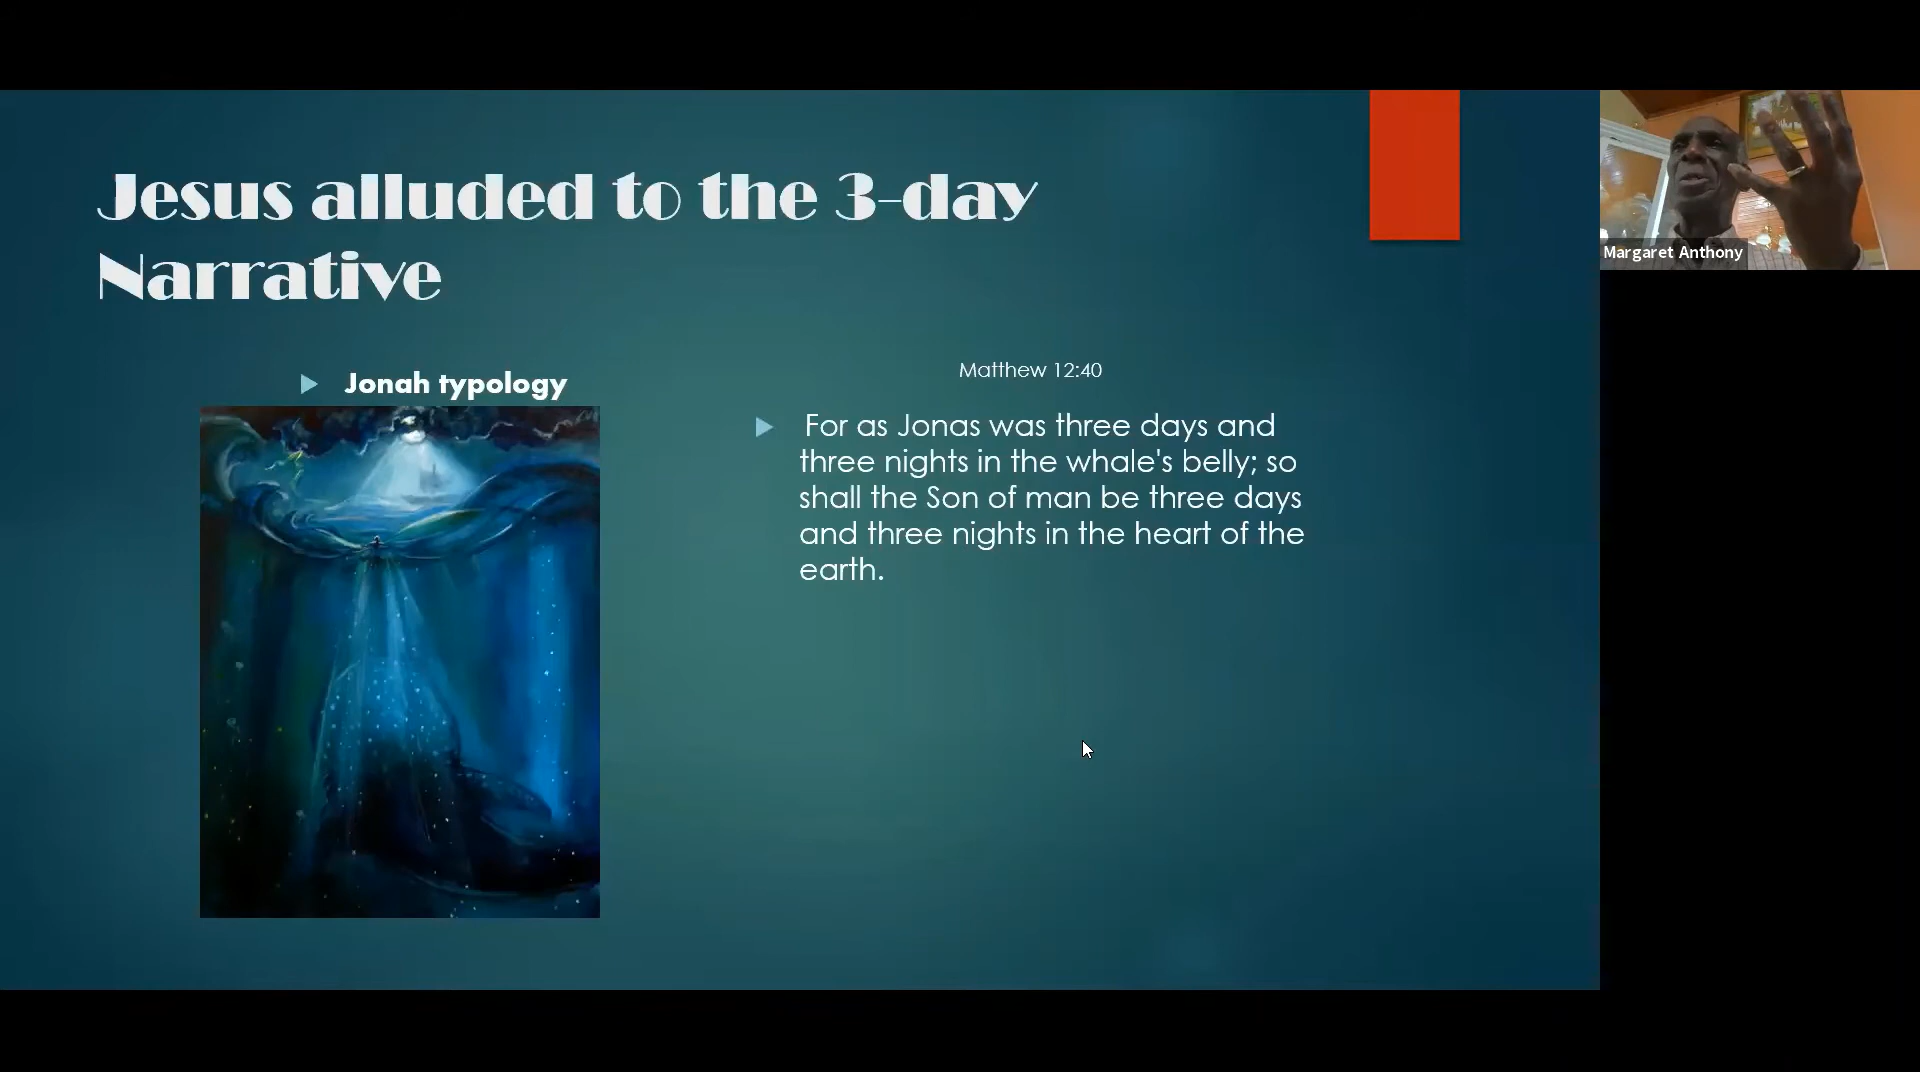 Jesus alluded to the 3-day
Narrative
Jonah typology
Matthew 12:40
For as Jonas was three days and
three nights in the whale's belly; so
shall the Son of man be three days
and three nights in the heart of the
earth.
Margaret Anthony